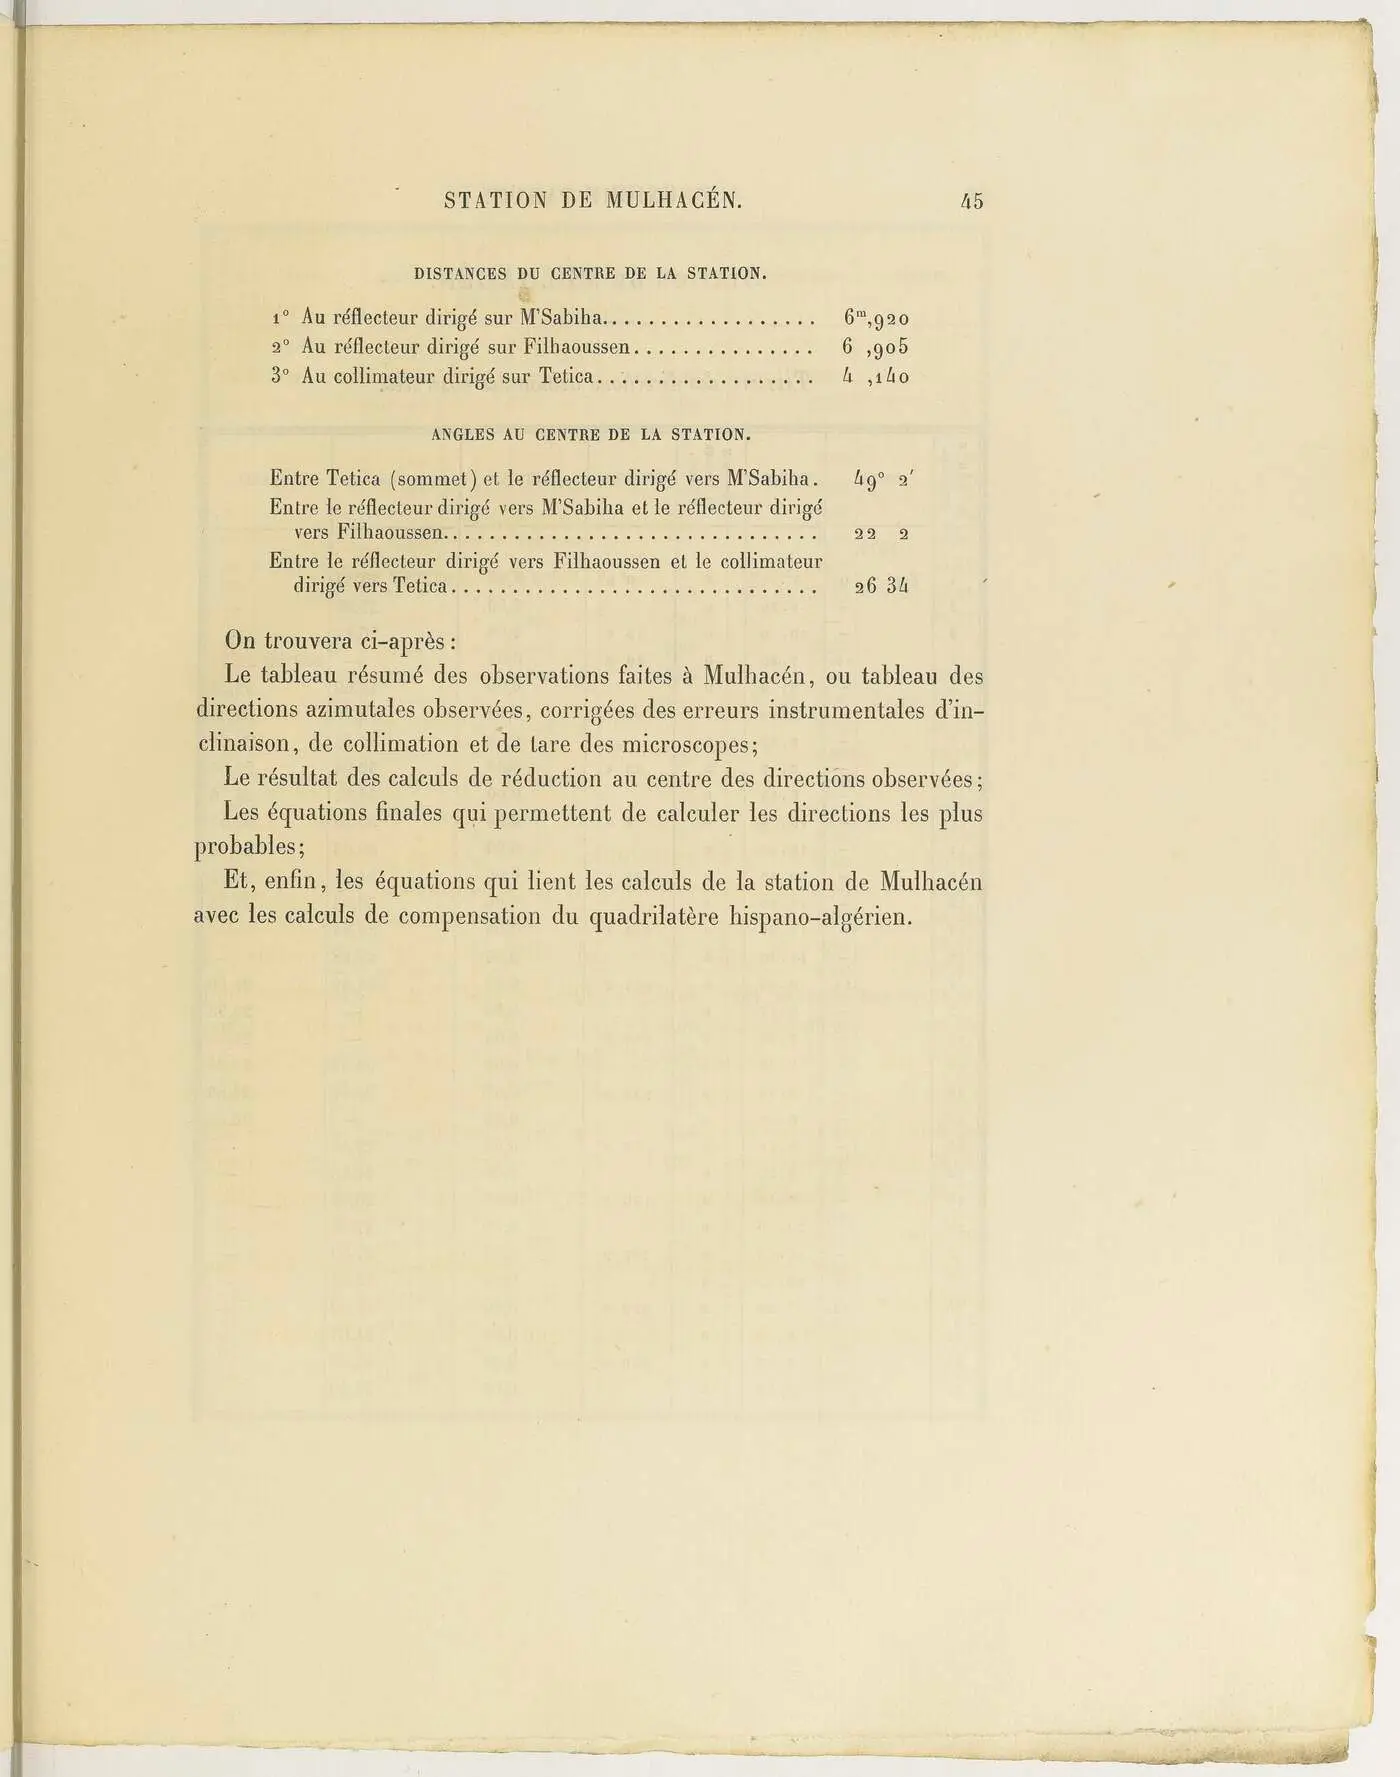 STATION DE MULHACÉN. 45
DISTANCES DU CENTRE DE LA STATION.
1° Au réflecteur dirigé sur M'Sabiha.................. 6ᵐ,920
2° Au réflecteur dirigé sur Filhaoussen............... 6 ,905
3° Au collimateur dirigé sur Tetica.................. 4 ,140
ANGLES AU CENTRE DE LA STATION.
Entre Tetica (sommet) et le réflecteur dirigé vers M'Sabiha. 49° 2'
Entre le réflecteur dirigé vers M'Sabiha et le réflecteur dirigé
vers Filhaoussen............................... 22 2
Entre le réflecteur dirigé vers Filhaoussen et le collimateur
dirigé vers Tetica.............................. 26 34
On trouvera ci-après :
Le tableau résumé des observations faites à Mulhacén, ou tableau des
directions azimutales observées, corrigées des erreurs instrumentales d'in-
clinaison, de collimation et de tare des microscopes;
Le résultat des calculs de réduction au centre des directions observées;
Les équations finales qui permettent de calculer les directions les plus
probables;
Et, enfin, les équations qui lient les calculs de la station de Mulhacén
avec les calculs de compensation du quadrilatère hispano-algérien.